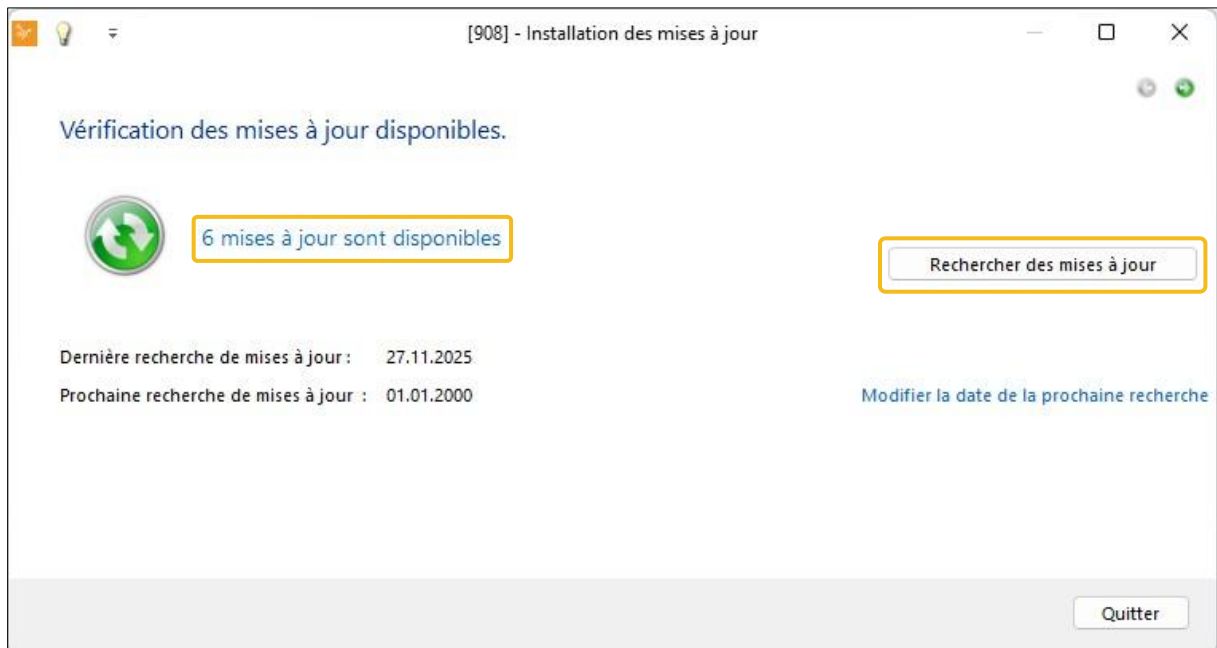 [908] - Installation des mises à jour
Vérification des mises à jour disponibles.
6 mises à jour sont disponibles
Rechercher des mises à jour
Dernière recherche de mises à jour : 27.11.2025
Prochaine recherche de mises à jour : 01.01.2000
Modifier la date de la prochaine recherche
Quitter